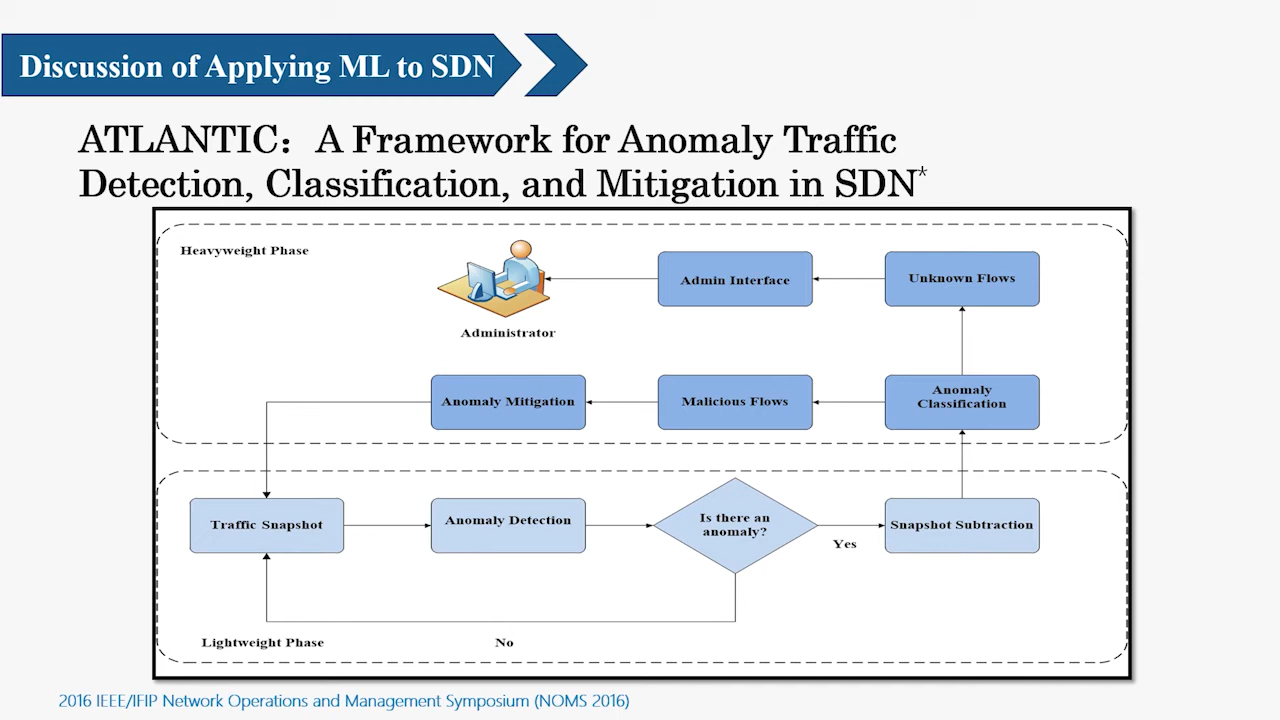 Discussion of Applying ML to SDN
ATLANTIC：A Framework for Anomaly Traffic
Detection, Classification, and Mitigation in SDN*
Heavyweight Phase
Administrator
Admin Interface
Unknown Flows
Anomaly Mitigation
Malicious Flows
Anomaly
Classification
Traffic Snapshot
Anomaly Detection
Is there an
anomaly?
Yes
Snapshot Subtraction
Lightweight Phase
No
2016 IEEE/IFIP Network Operations and Management Symposium (NOMS 2016)